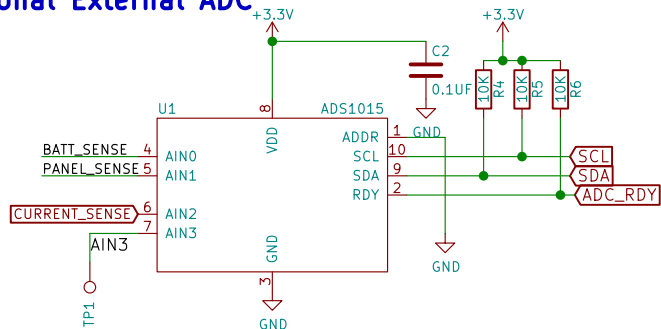 onal External ADC
+3.3V
+3.3V
C2
0.1UF
GND
10K
R4
10K
R5
10K
R6
U1
ADS1015
8
VDD
BATT_SENSE
4
AIN0
PANEL_SENSE
5
AIN1
CURRENT_SENSE
6
AIN2
7
AIN3
AIN3
TP1
ADDR
1
SCL
10
SCL
SDA
9
SDA
RDY
2
ADC_RDY
GND
3
GND
GND